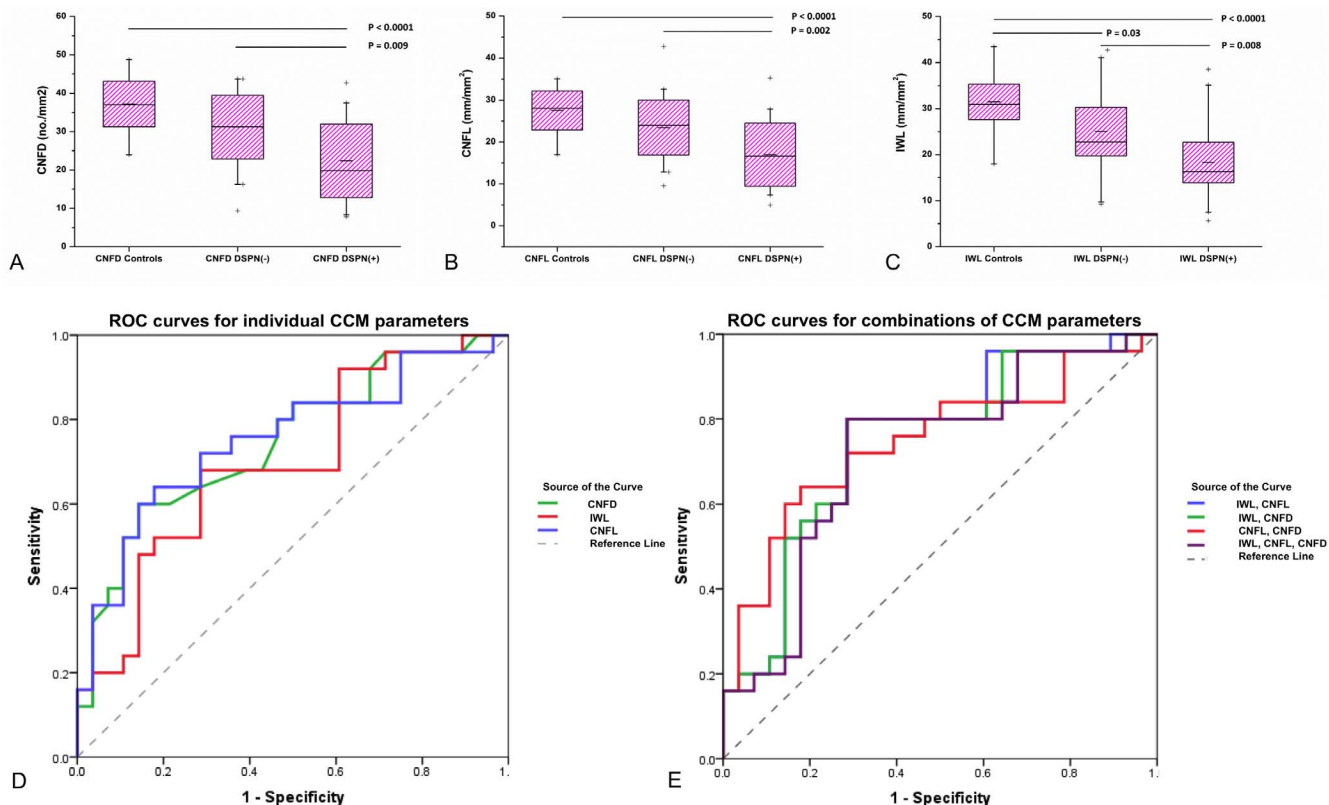 P < 0.0001
P = 0.009
CNFD (no./mm2)
60
50
40
30
20
10
0
CNFD Controls
CNFD DSPN(-)
CNFD DSPN(+)
A
P < 0.0001
P = 0.002
CNFL (mm/mm²)
50
40
30
20
10
0
CNFL Controls
CNFL DSPN(-)
CNFL DSPN(+)
B
P < 0.0001
P = 0.03
P = 0.008
IWL (mm/mm²)
50
40
30
20
10
0
IWL Controls
IWL DSPN(-)
IWL DSPN(+)
C
ROC curves for individual CCM parameters
Sensitivity
1.0
0.8
0.6
0.4
0.2
0.0
0.0
0.2
0.4
0.6
0.8
1.
1 - Specificity
Source of the Curve
CNFD
IWL
CNFL
Reference Line
D
ROC curves for combinations of CCM parameters
Sensitivity
1.0
0.8
0.6
0.4
0.2
0.0
0.0
0.2
0.4
0.6
0.8
1.
1 - Specificity
Source of the Curve
IWL, CNFL
IWL, CNFD
CNFL, CNFD
IWL, CNFL, CNFD
Reference Line
E